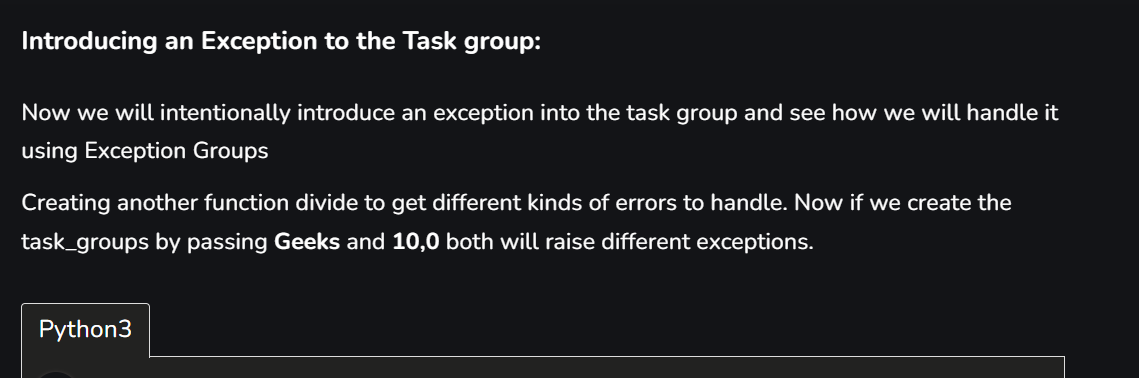 Introducing an Exception to the Task group:
Now we will intentionally introduce an exception into the task group and see how we will handle it
using Exception Groups
Creating another function divide to get different kinds of errors to handle. Now if we create the
task_groups by passing Geeks and 10,0 both will raise different exceptions.
Python3